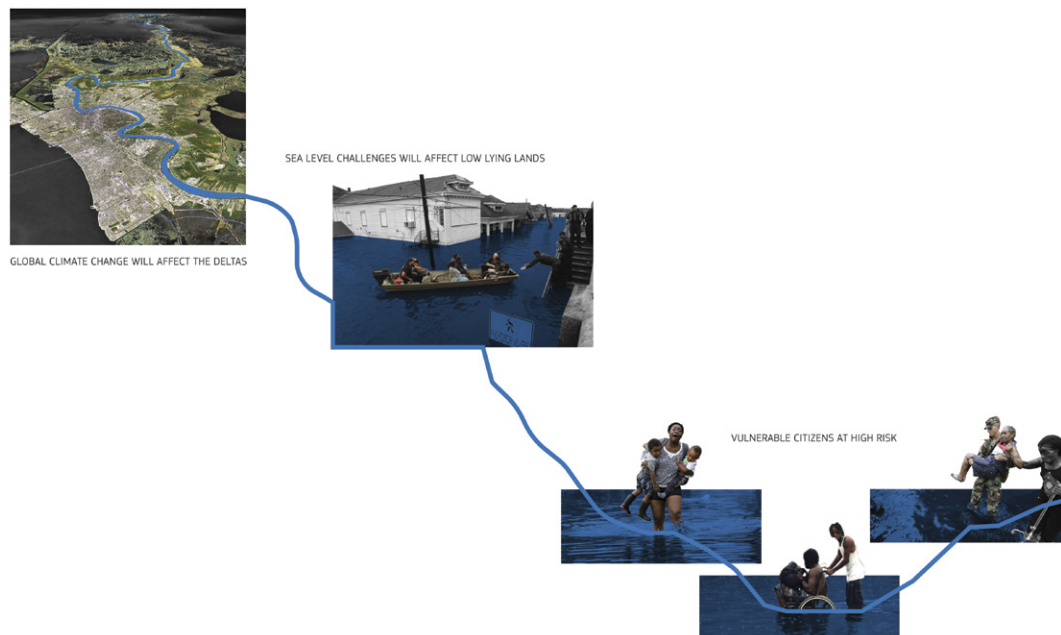 GLOBAL CLIMATE CHANGE WILL AFFECT THE DELTAS
SEA LEVEL CHALLENGES WILL AFFECT LOW LYING LANDS
VULNERABLE CITIZENS AT HIGH RISK